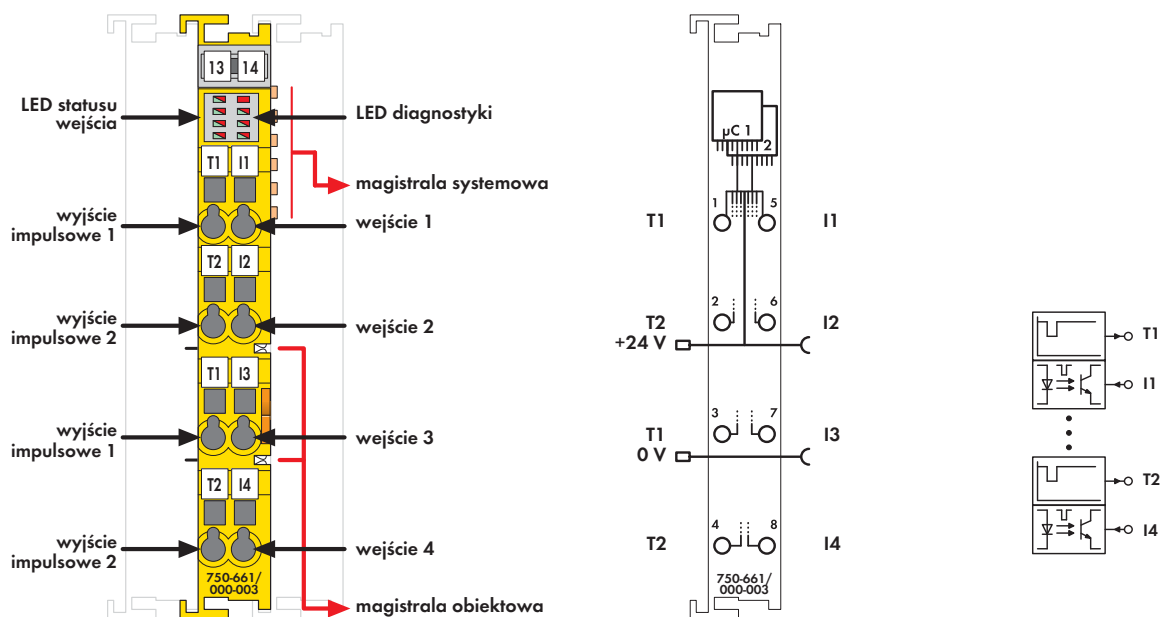 13 14
LED statusu
wejścia
LED diagnostyki
T1 I1
magistrala systemowa
wyjście
impulsowe 1
wejście 1
T2 I2
wyjście
impulsowe 2
wejście 2
T1 I3
wyjście
impulsowe 1
wejście 3
T2 I4
wyjście
impulsowe 2
wejście 4
750-661/
000-003
magistrala obiektowa
µC 1
2
1 5
T1 I1
2 6
T2 I2
+24 V
3 7
T1 I3
0 V
4 8
T2 I4
750-661/
000-003
T1
I1
T2
I4